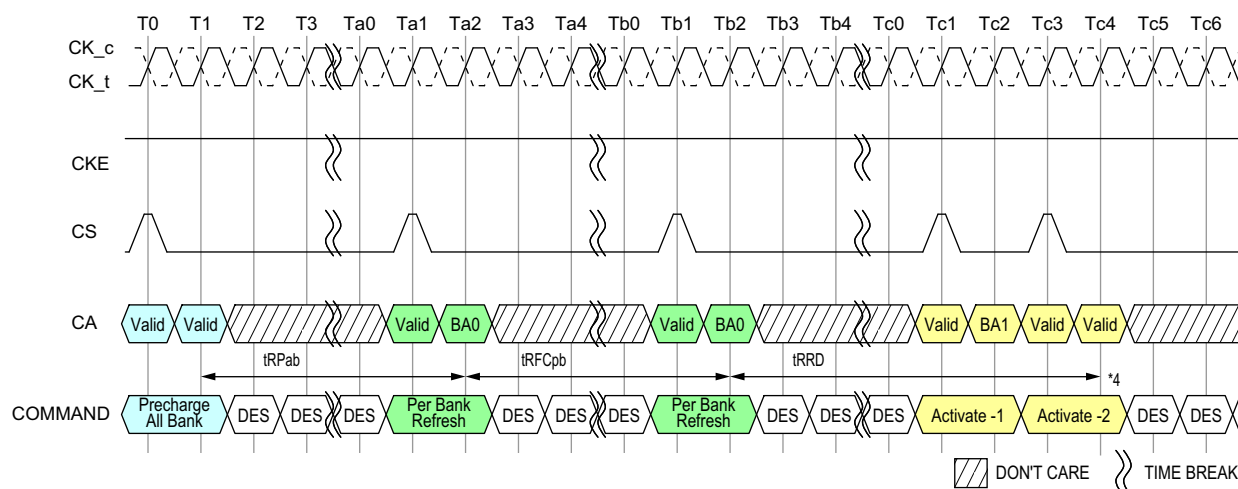 T0 T1 T2 T3 Ta0 Ta1 Ta2 Ta3 Ta4 Tb0 Tb1 Tb2 Tb3 Tb4 Tc0 Tc1 Tc2 Tc3 Tc4 Tc5 Tc6
CK_c
CK_t
CKE
CS
CA Valid Valid Valid BA0 Valid BA0 Valid BA1 Valid Valid
tRPab tRFCpb tRRD *4
COMMAND Precharge All Bank DES DES DES Per Bank Refresh DES DES DES Per Bank Refresh DES DES DES Activate -1 Activate -2 DES DES
DON'T CARE TIME BREAK